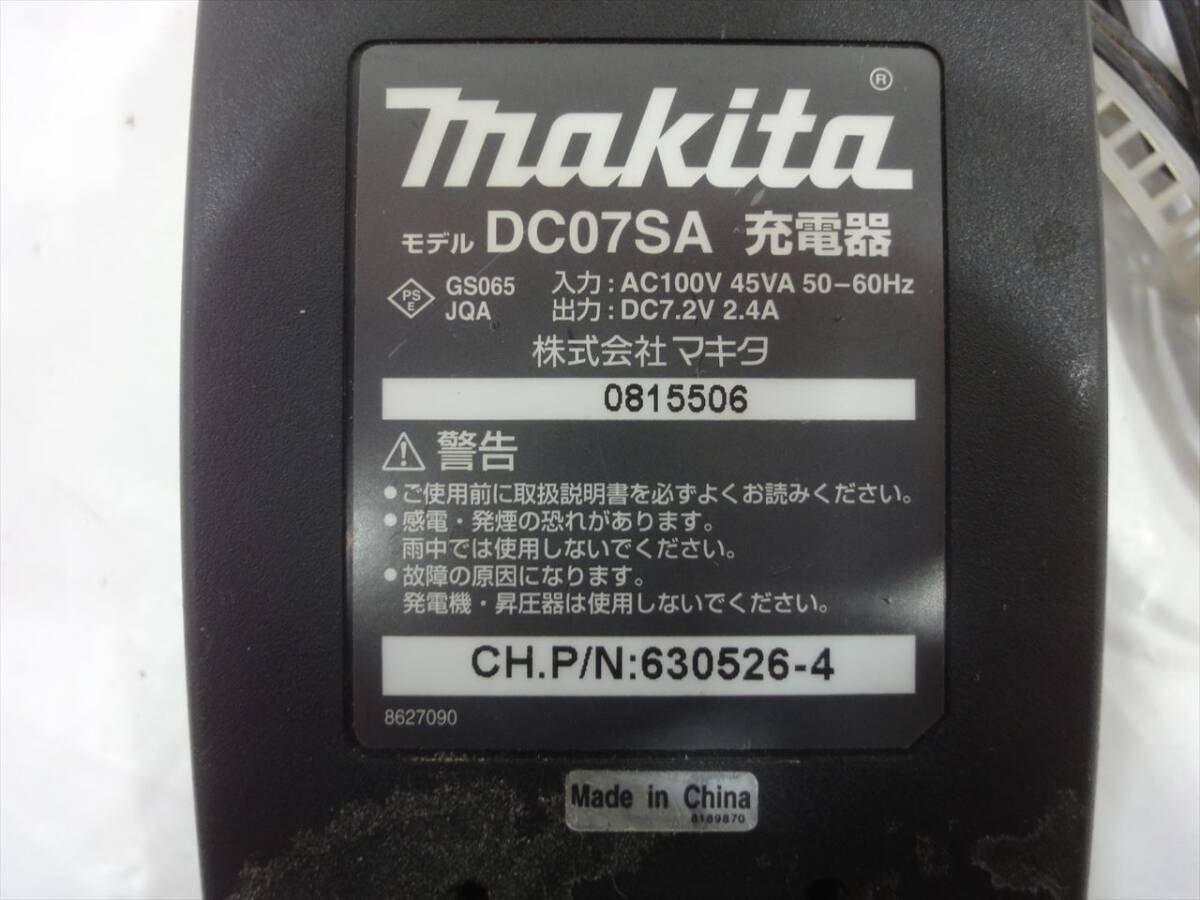 makita®
モデル DC07SA 充電器
PSE GS065 入力:AC100V 45VA 50-60Hz
JQA 出力:DC7.2V 2.4A
株式会社マキタ
0815506
警告
●ご使用前に取扱説明書を必ずよくお読みください。
●感電・発煙の恐れがあります。
雨中では使用しないでください。
●故障の原因になります。
発電機・昇圧器は使用しないでください。
CH.P/N:630526-4
8627090
Made in China
8189870